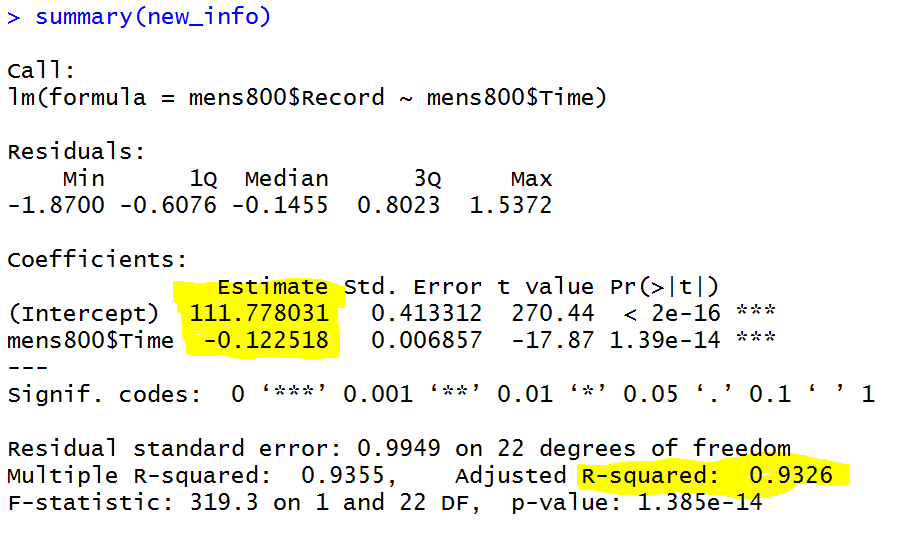 > summary(new_info)
Call:
lm(formula = mens800$Record ~ mens800$Time)
Residuals:
    Min      1Q  Median      3Q     Max
-1.8700 -0.6076 -0.1455  0.8023  1.5372
Coefficients:
              Estimate Std. Error t value Pr(>|t|)
(Intercept)  111.778031   0.413312  270.44  < 2e-16 ***
mens800$Time  -0.122518   0.006857  -17.87 1.39e-14 ***
---
Signif. codes:  0 ‘***’ 0.001 ‘**’ 0.01 ‘*’ 0.05 ‘.’ 0.1 ‘ ’ 1
Residual standard error: 0.9949 on 22 degrees of freedom
Multiple R-squared:  0.9355,    Adjusted R-squared:  0.9326
F-statistic: 319.3 on 1 and 22 DF,  p-value: 1.385e-14